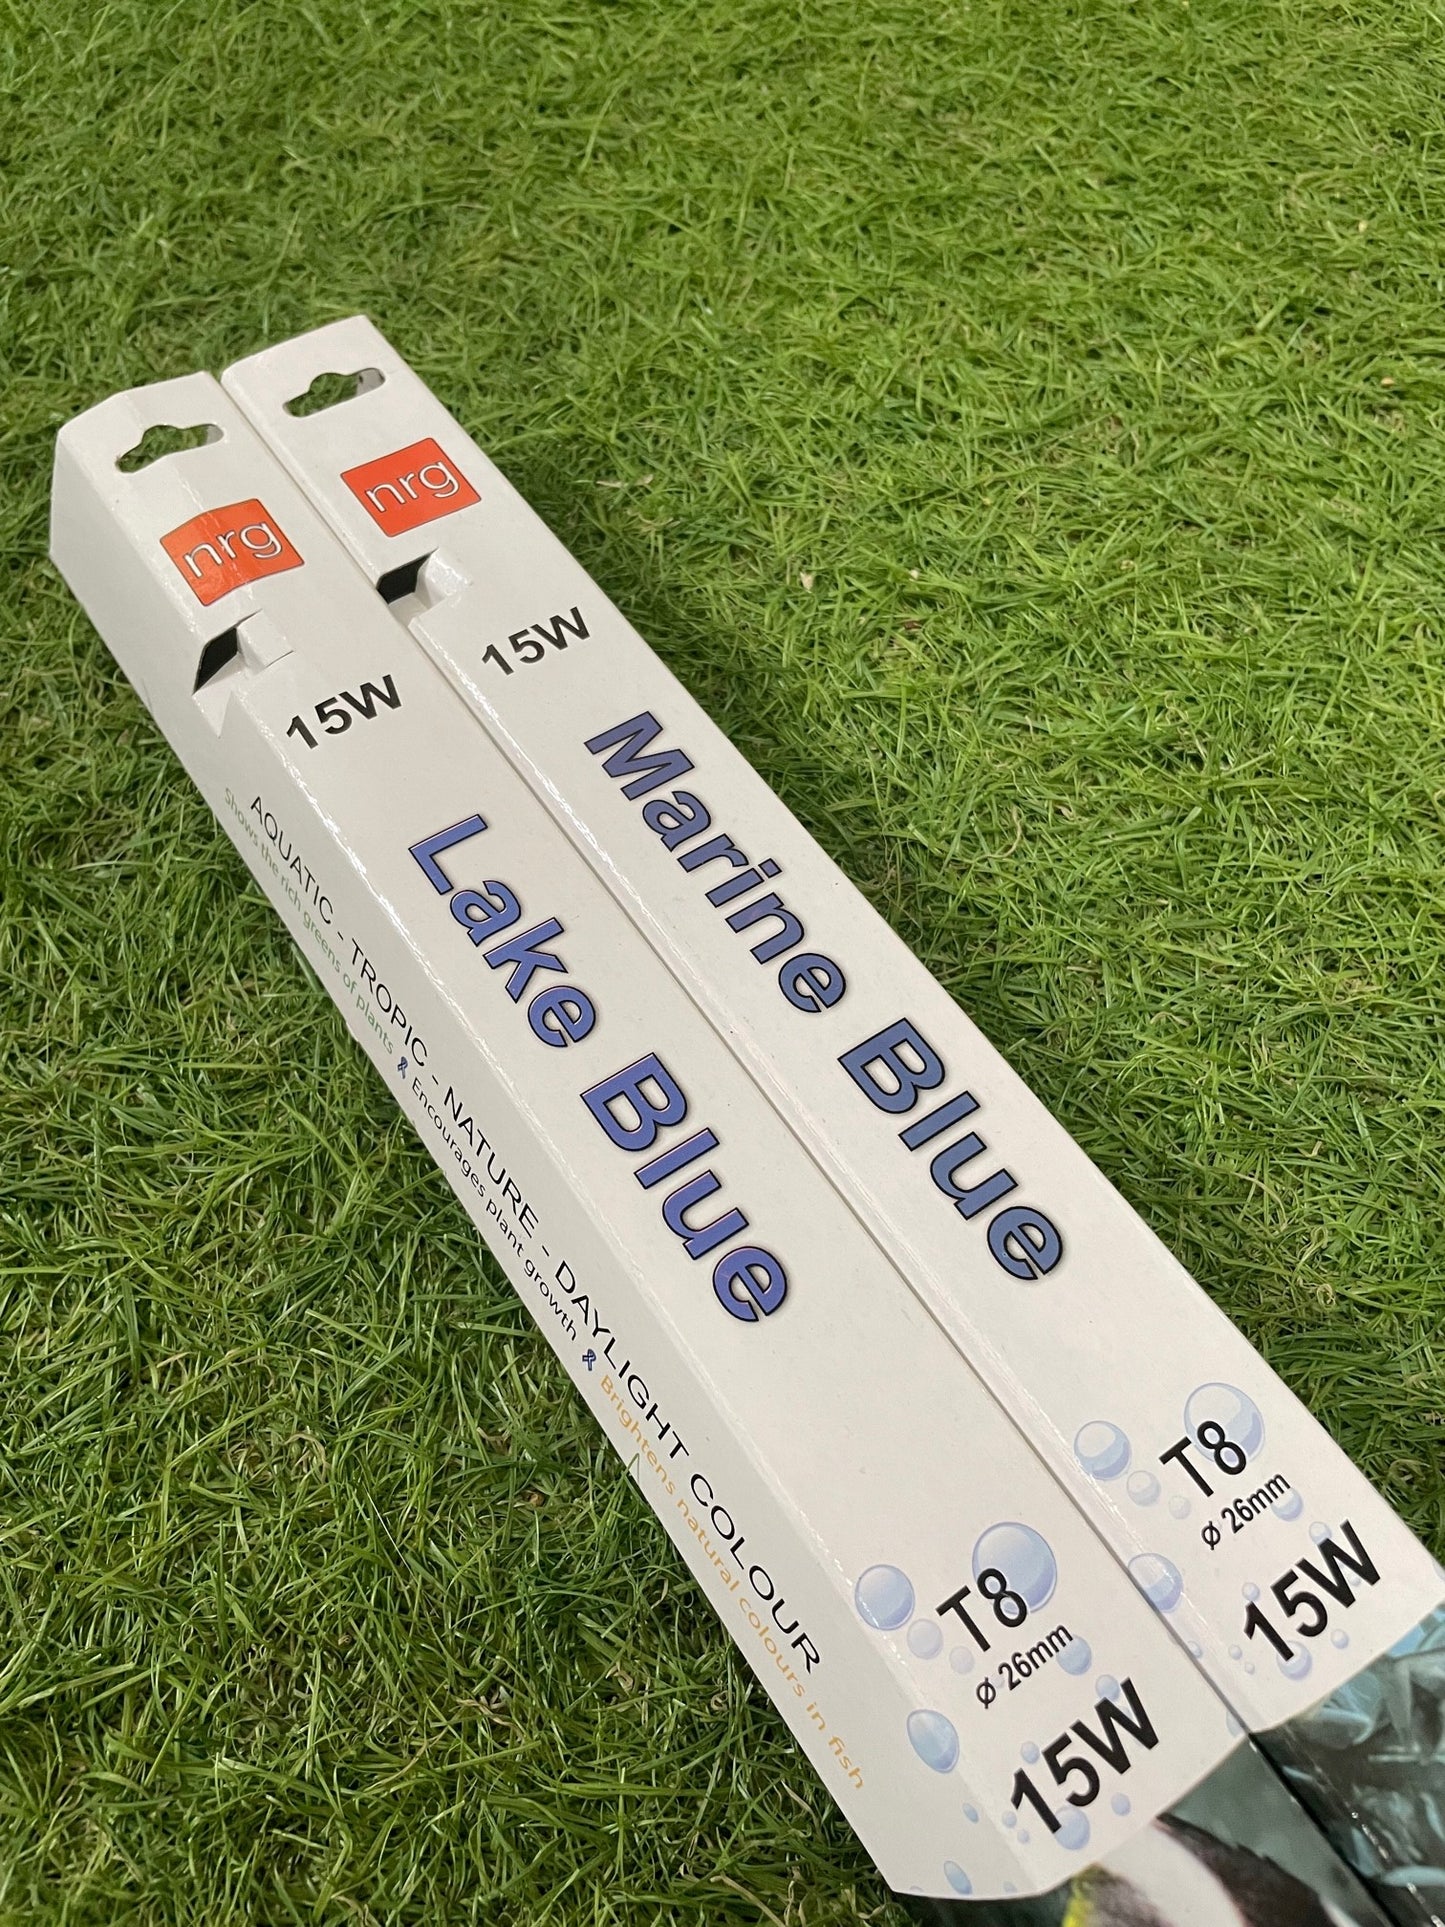 nrg
15W
Lake Blue
AQUATIC - TROPIC - NATURE - DAYLIGHT COLOUR
Shows the rich greens of plants Encourages plant growth Brightens natural colours in fish
T8
ø 26mm
15W
nrg
15W
Marine Blue
T8
ø 26mm
15W